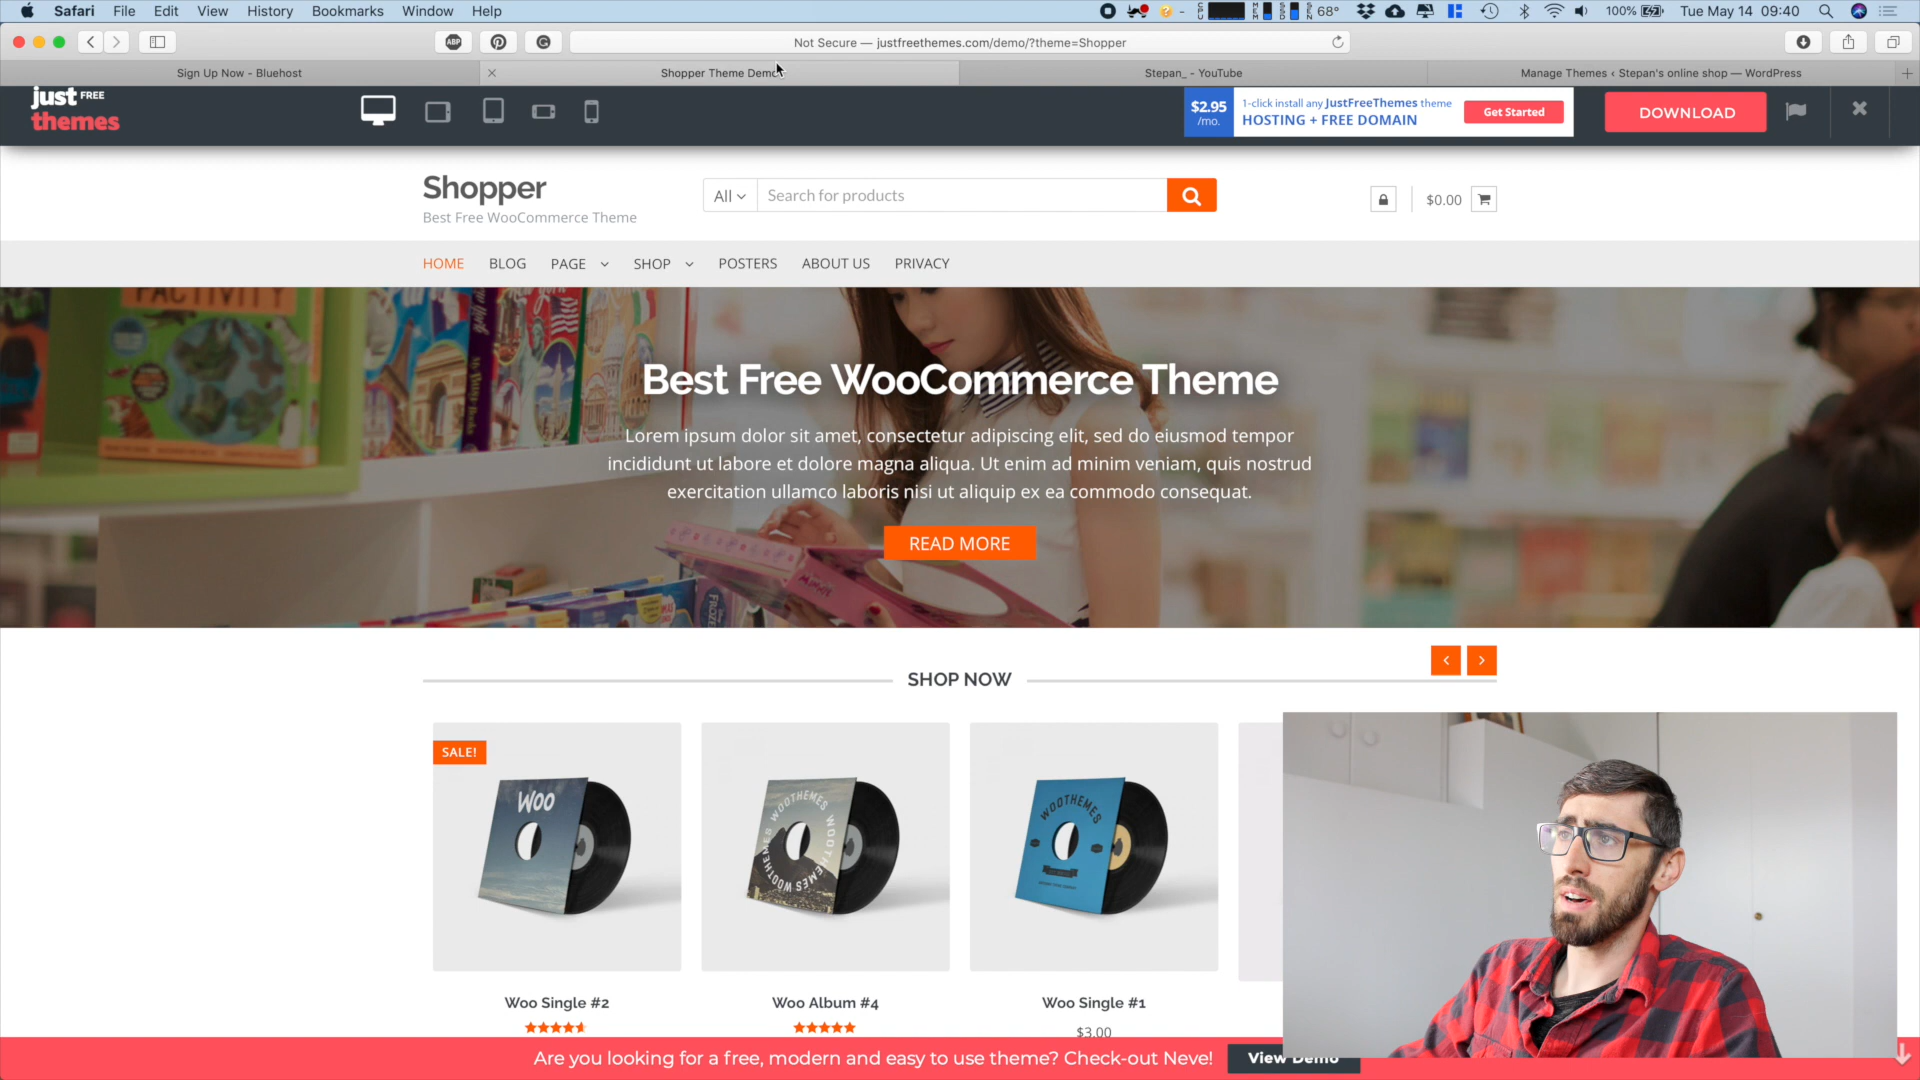 Safari File Edit View History Bookmarks Window Help
68° 100% Tue May 14 09:40
ABP
Not Secure — justfreethemes.com/demo/?theme=Shopper
Sign Up Now - Bluehost
Shopper Theme Demo
Stepan_ - YouTube
Manage Themes ‹ Stepan's online shop — WordPress
just FREE
themes
$2.95
/mo.
1-click install any JustFreeThemes theme
HOSTING + FREE DOMAIN
Get Started
DOWNLOAD
Shopper
Best Free WooCommerce Theme
All
Search for products
$0.00
HOME BLOG PAGE SHOP POSTERS ABOUT US PRIVACY
Best Free WooCommerce Theme
Lorem ipsum dolor sit amet, consectetur adipiscing elit, sed do eiusmod tempor
incididunt ut labore et dolore magna aliqua. Ut enim ad minim veniam, quis nostrud
exercitation ullamco laboris nisi ut aliquip ex ea commodo consequat.
READ MORE
SHOP NOW
SALE!
WOO
WOOTHEMES WOOTHEMES WOOTHEMES
WOOTHEMES
Woo Single #2
Woo Album #4
Woo Single #1
$3.00
Are you looking for a free, modern and easy to use theme? Check-out Neve!
View Demo